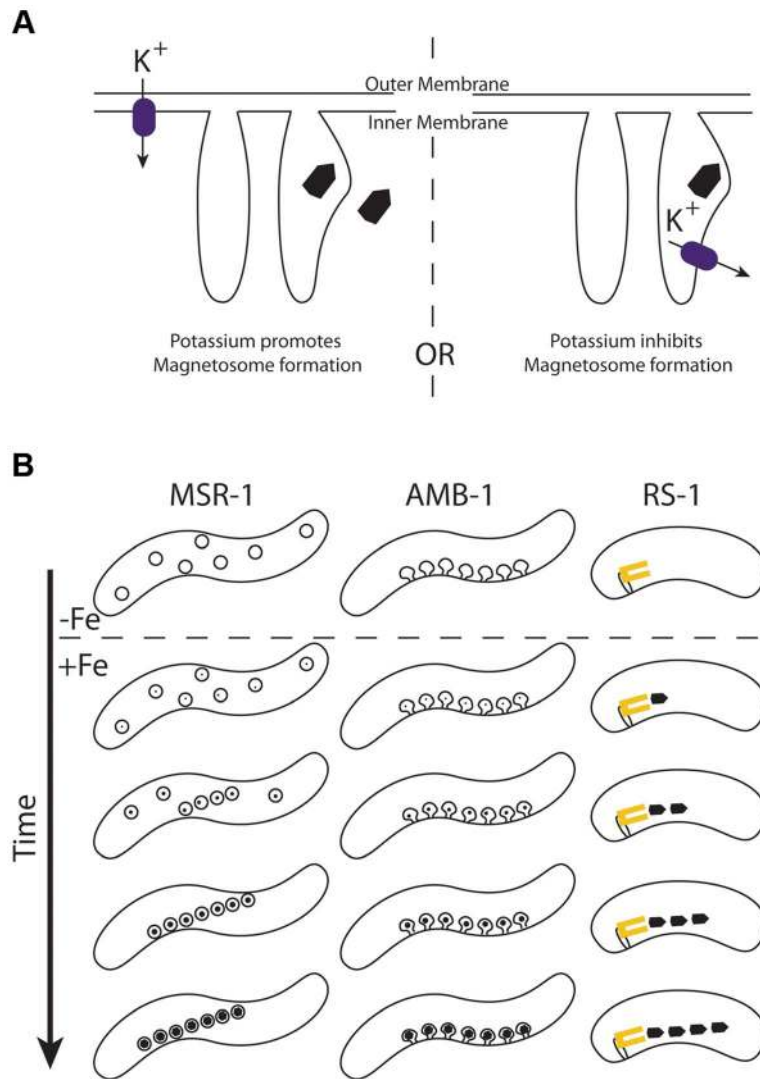 A
K+
Outer Membrane
Inner Membrane
K+
Potassium promotes
Magnetosome formation
OR
Potassium inhibits
Magnetosome formation
B
MSR-1
AMB-1
RS-1
-Fe
+Fe
Time